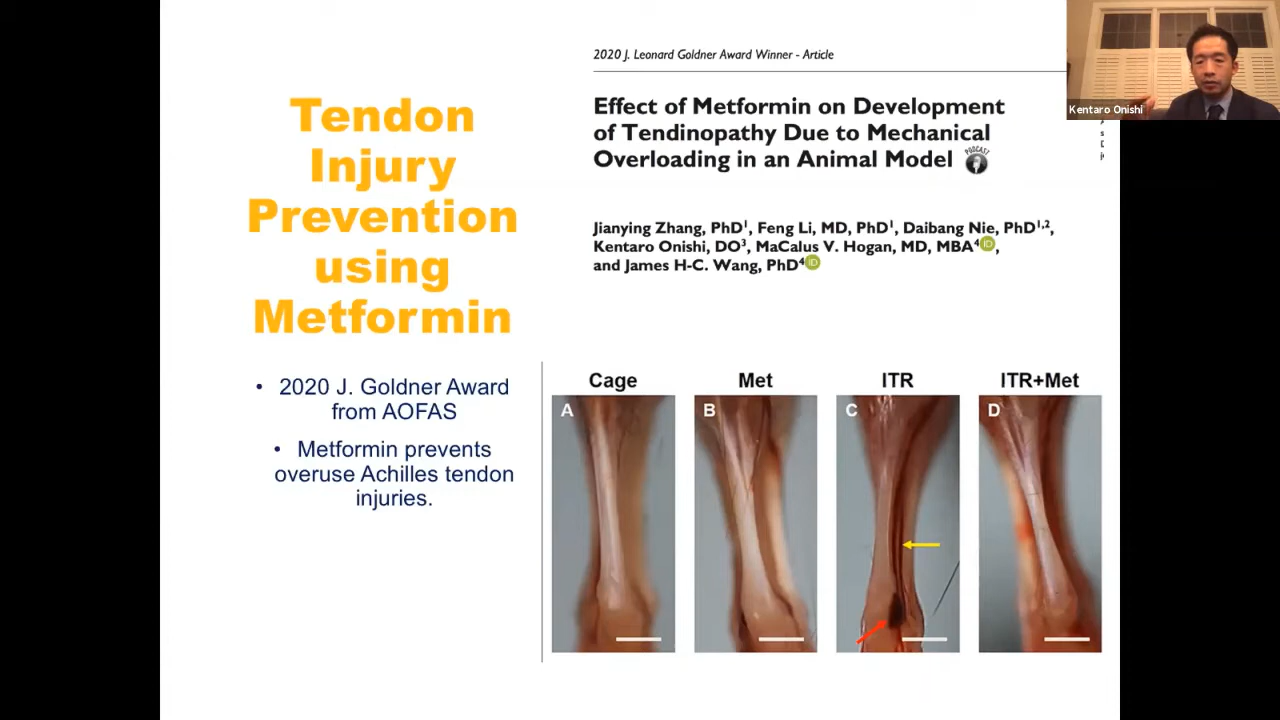 2020 J. Leonard Goldner Award Winner - Article
Tendon
Injury
Prevention
using
Metformin
• 2020 J. Goldner Award
from AOFAS
• Metformin prevents
overuse Achilles tendon
injuries.
Effect of Metformin on Development
of Tendinopathy Due to Mechanical
Overloading in an Animal Model
PODCAST
Jianying Zhang, PhD¹, Feng Li, MD, PhD¹, Daibang Nie, PhD¹,²,
Kentaro Onishi, DO³, MaCalus V. Hogan, MD, MBA⁴ iD,
and James H-C. Wang, PhD⁴ iD
Cage Met ITR ITR+Met
A B C D
Kentaro Onishi